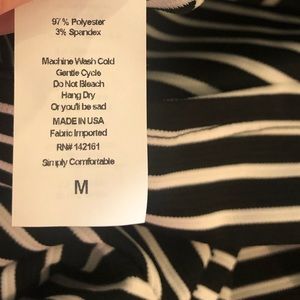 97% Polyester
3% Spandex
Machine Wash Cold
Gentle Cycle
Do Not Bleach
Hang Dry
Or you'll be sad
MADE IN USA
Fabric Imported
RN# 142161
Simply Comfortable
M